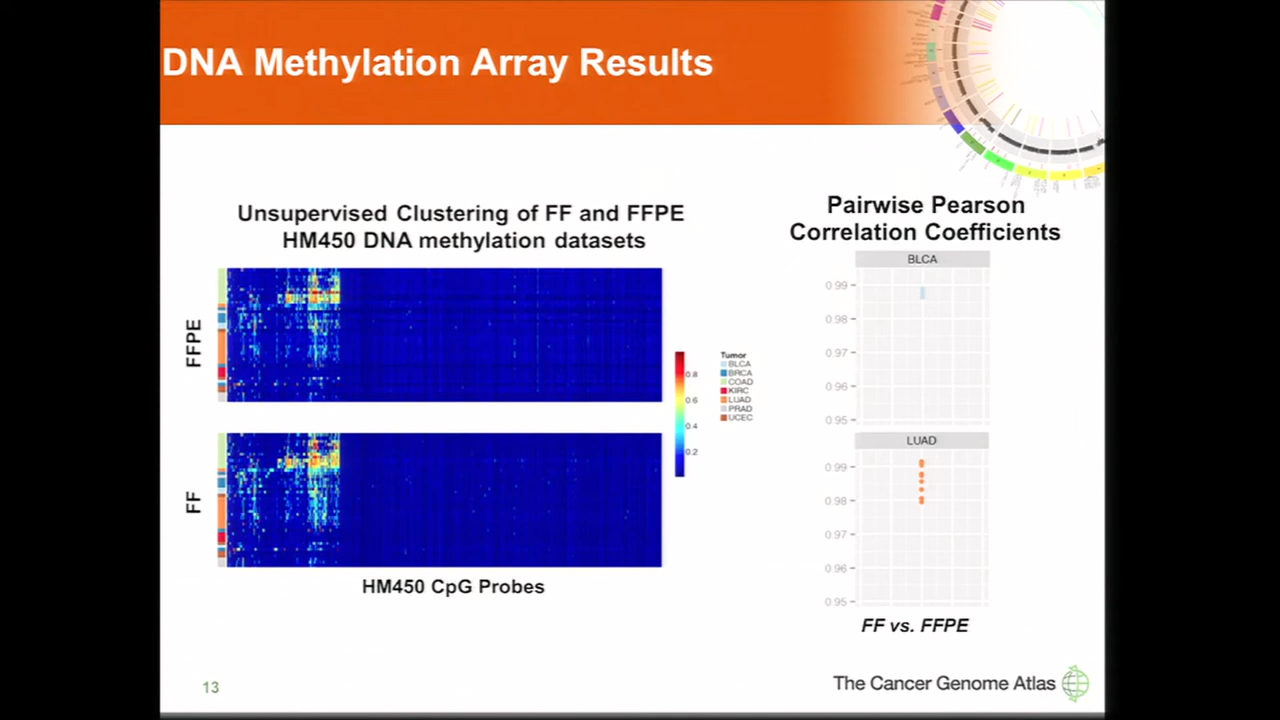 DNA Methylation Array Results
Unsupervised Clustering of FF and FFPE
HM450 DNA methylation datasets
FFPE
FF
HM450 CpG Probes
0.8
0.6
0.4
0.2
Tumor
BLCA
BRCA
COAD
KIRC
LUAD
PRAD
UCEC
Pairwise Pearson
Correlation Coefficients
BLCA
0.99
0.98
0.97
0.96
0.95
LUAD
0.99
0.98
0.97
0.96
0.95
FF vs. FFPE
13
The Cancer Genome Atlas